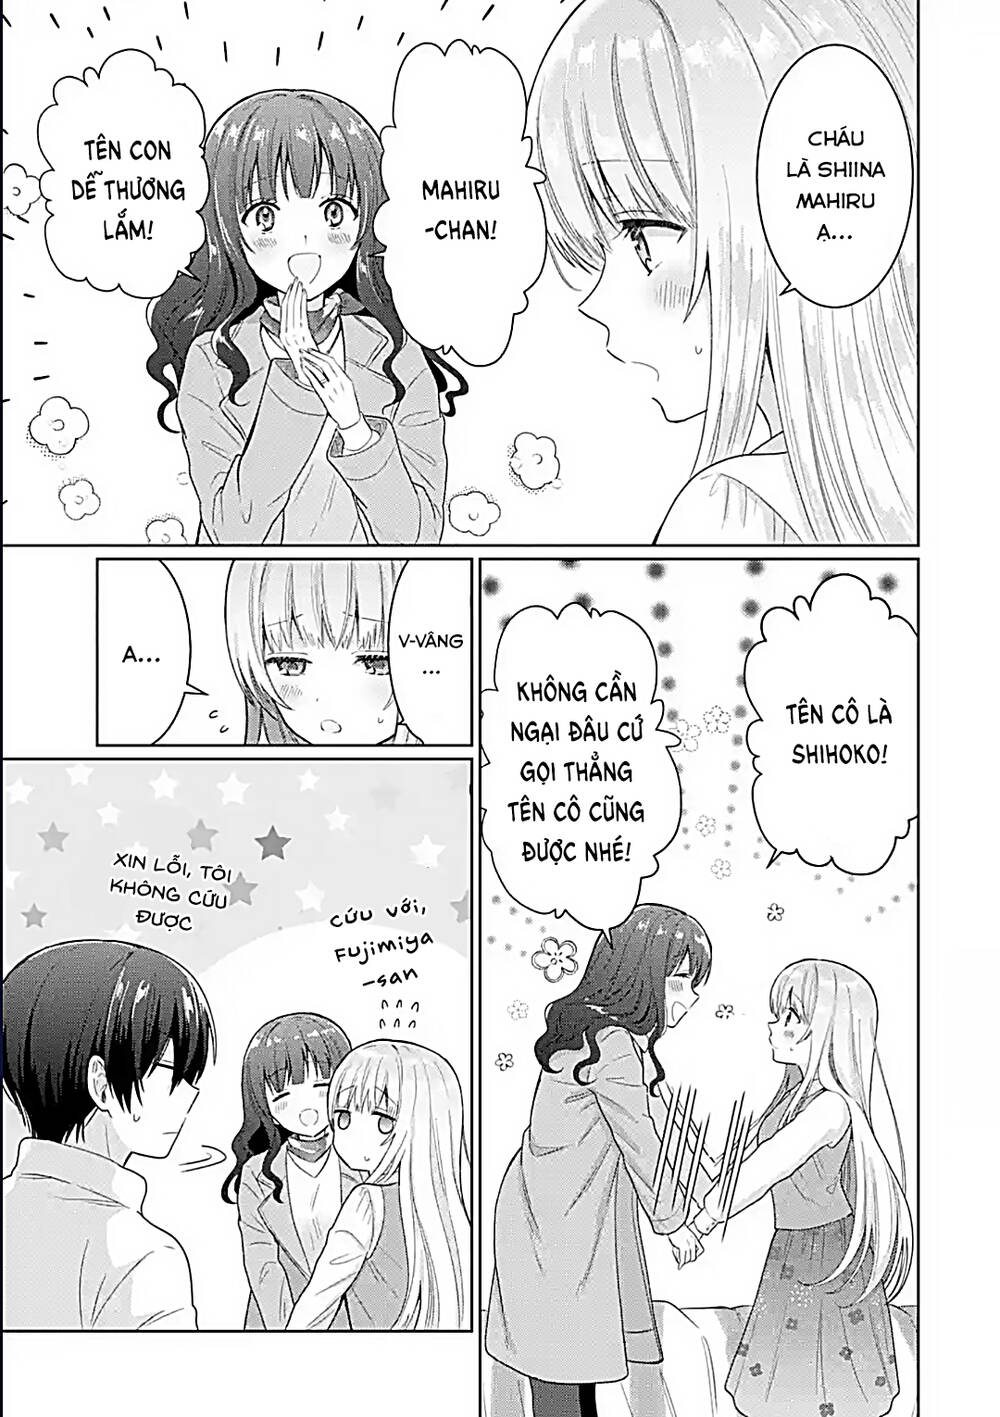 CHÁU
LÀ SHIINA
MAHIRU
Ạ...
MAHIRU
-CHAN!
TÊN CON
DỄ THƯƠNG
LẮM!
TÊN CÔ LÀ
SHIHOKO!
KHÔNG CẦN
NGẠI ĐÂU CỨ
GỌI THẲNG
TÊN CÔ CŨNG
ĐƯỢC NHÉ!
V-VÂNG
...
A...
CỨU VỚI,
FUJIMIYA
-SAN
XIN LỖI, TÔI
KHÔNG CỨU
ĐƯỢC